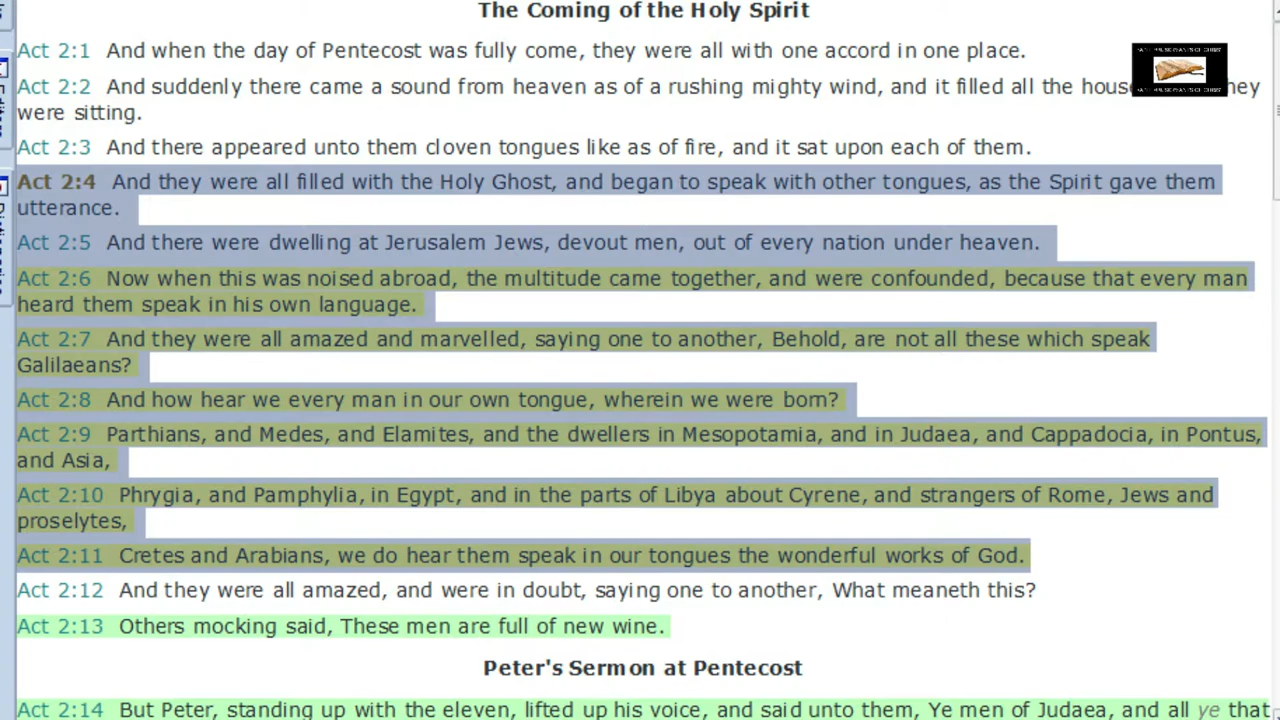 The Coming of the Holy Spirit
Act 2:1 And when the day of Pentecost was fully come, they were all with one accord in one place.
Act 2:2 And suddenly there came a sound from heaven as of a rushing mighty wind, and it filled all the
were sitting.
Act 2:3 And there appeared unto them cloven tongues like as of fire, and it sat upon each of them.
Act 2:4 And they were all filled with the Holy Ghost, and began to speak with other tongues, as the Spirit gave them
utterance.
Act 2:5 And there were dwelling at Jerusalem Jews, devout men, out of every nation under heaven.
Act 2:6 Now when this was noised abroad, the multitude came together, and were confounded, because that every man
heard them speak in his own language.
Act 2:7 And they were all amazed and marvelled, saying one to another, Behold, are not all these which speak
Galilaeans?
Act 2:8 And how hear we every man in our own tongue, wherein we were born?
Act 2:9 Parthians, and Medes, and Elamites, and the dwellers in Mesopotamia, and in Judaea, and Cappadocia, in Pontus,
and Asia,
Act 2:10 Phrygia, and Pamphylia, in Egypt, and in the parts of Libya about Cyrene, and strangers of Rome, Jews and
proselytes,
Act 2:11 Cretes and Arabians, we do hear them speak in our tongues the wonderful works of God.
Act 2:12 And they were all amazed, and were in doubt, saying one to another, What meaneth this?
Act 2:13 Others mocking said, These men are full of new wine.
Peter's Sermon at Pentecost
Act 2:14 But Peter, standing up with the eleven, lifted up his voice, and said unto them, Ye men of Judaea, and all ye that